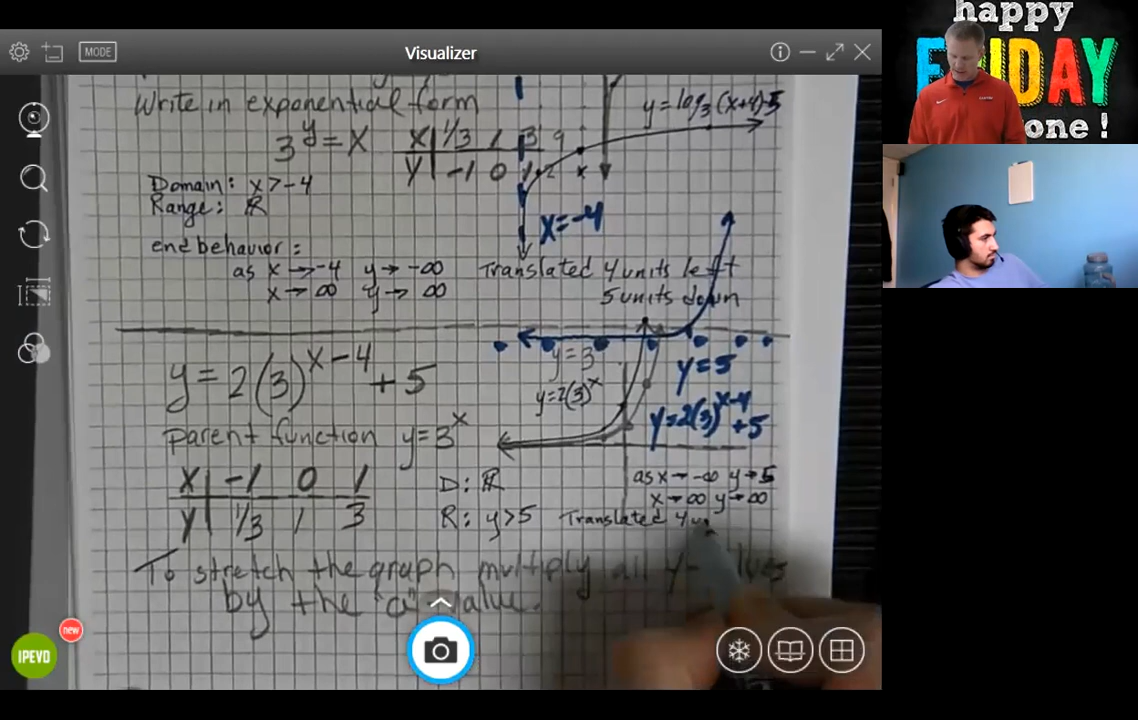 MODE
Visualizer
happy
FRIDAY
one !
Write in exponential form
y = log3 (x+4)-5
3^y = X
X | 1/3 1 3 9
Y | -1 0 1 2
Domain: x > -4
Range: ℝ
x = -4
end behavior:
as x → -4 y → -∞
x → ∞ y → ∞
Translated 4 units left
5 units down
y = 2(3)^x-4 + 5
y = 3
y = 5
y = 2(3)^x
y = 2(3)^x-4 + 5
parent function y = 3^x
X | -1 0 1
Y | 1/3 1 3
D: ℝ
R: y > 5
as x → -∞ y → 5
x → ∞ y → ∞
Translated 4
To stretch the graph multiply all
by the "a" value.
new
IPEVO